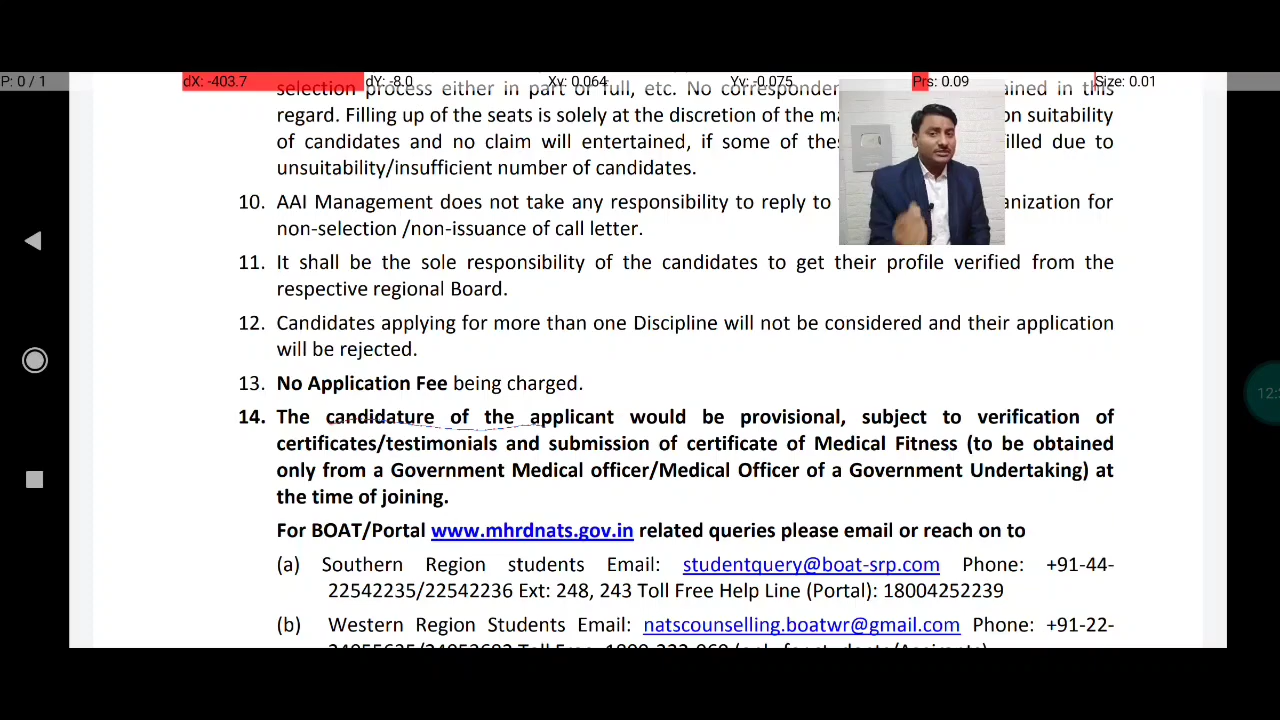 P: 0 / 1 dX: -403.7 dY: -8.0 Xv: 0.064 Yv: -0.075 Prs: 0.09 Size: 0.01
selection process either in part or full, etc. No in this
regard. Filling up of the seats is solely at the discretion of the on suitability
of candidates and no claim will entertained, if some of due to
unsuitability/insufficient number of candidates.
10. AAI Management does not take any responsibility to reply to for
non-selection /non-issuance of call letter.
11. It shall be the sole responsibility of the candidates to get their profile verified from the
respective regional Board.
12. Candidates applying for more than one Discipline will not be considered and their application
will be rejected.
13. No Application Fee being charged.
14. The candidature of the applicant would be provisional, subject to verification of
certificates/testimonials and submission of certificate of Medical Fitness (to be obtained
only from a Government Medical officer/Medical Officer of a Government Undertaking) at
the time of joining.
For BOAT/Portal www.mhrdnats.gov.in related queries please email or reach on to
(a) Southern Region students Email: studentquery@boat-srp.com Phone: +91-44-
22542235/22542236 Ext: 248, 243 Toll Free Help Line (Portal): 18004252239
(b) Western Region Students Email: natscounselling.boatwr@gmail.com Phone: +91-22-